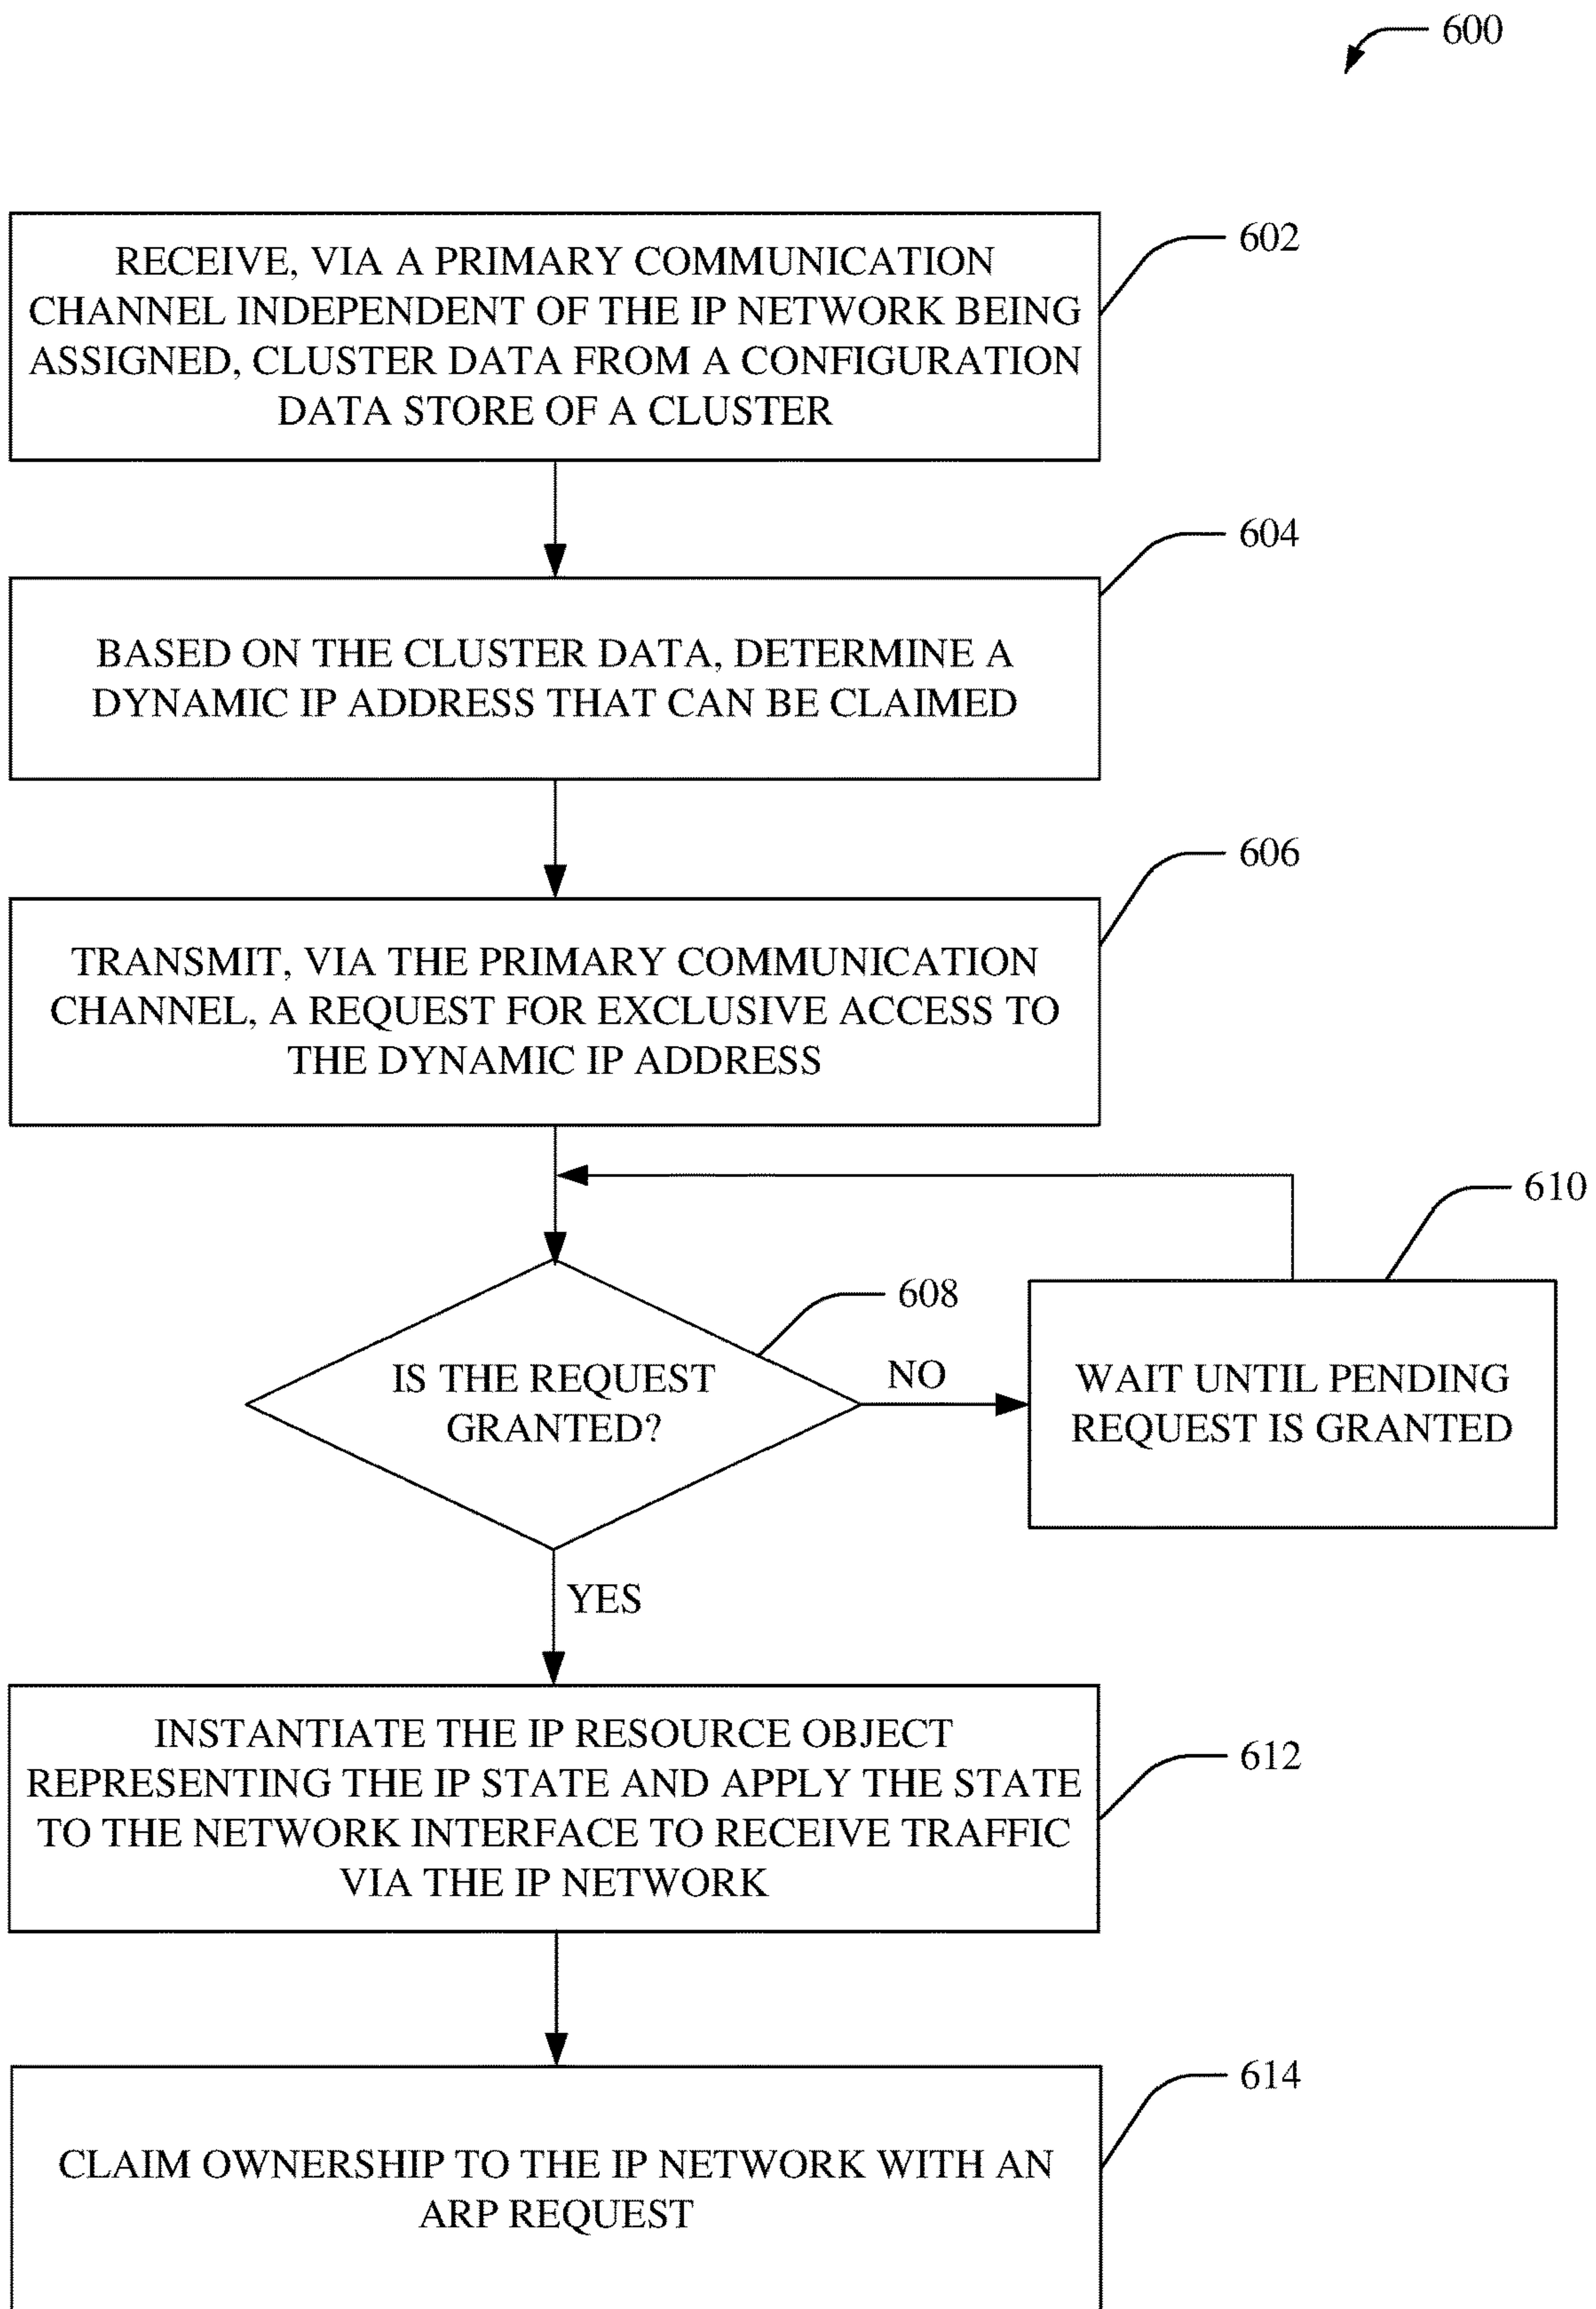 600
RECEIVE, VIA A PRIMARY COMMUNICATION
CHANNEL INDEPENDENT OF THE IP NETWORK BEING
ASSIGNED, CLUSTER DATA FROM A CONFIGURATION
DATA STORE OF A CLUSTER
602
604
BASED ON THE CLUSTER DATA, DETERMINE A
DYNAMIC IP ADDRESS THAT CAN BE CLAIMED
606
TRANSMIT, VIA THE PRIMARY COMMUNICATION
CHANNEL, A REQUEST FOR EXCLUSIVE ACCESS TO
THE DYNAMIC IP ADDRESS
608
IS THE REQUEST
GRANTED?
NO
610
WAIT UNTIL PENDING
REQUEST IS GRANTED
YES
INSTANTIATE THE IP RESOURCE OBJECT
REPRESENTING THE IP STATE AND APPLY THE STATE
TO THE NETWORK INTERFACE TO RECEIVE TRAFFIC
VIA THE IP NETWORK
612
614
CLAIM OWNERSHIP TO THE IP NETWORK WITH AN
ARP REQUEST